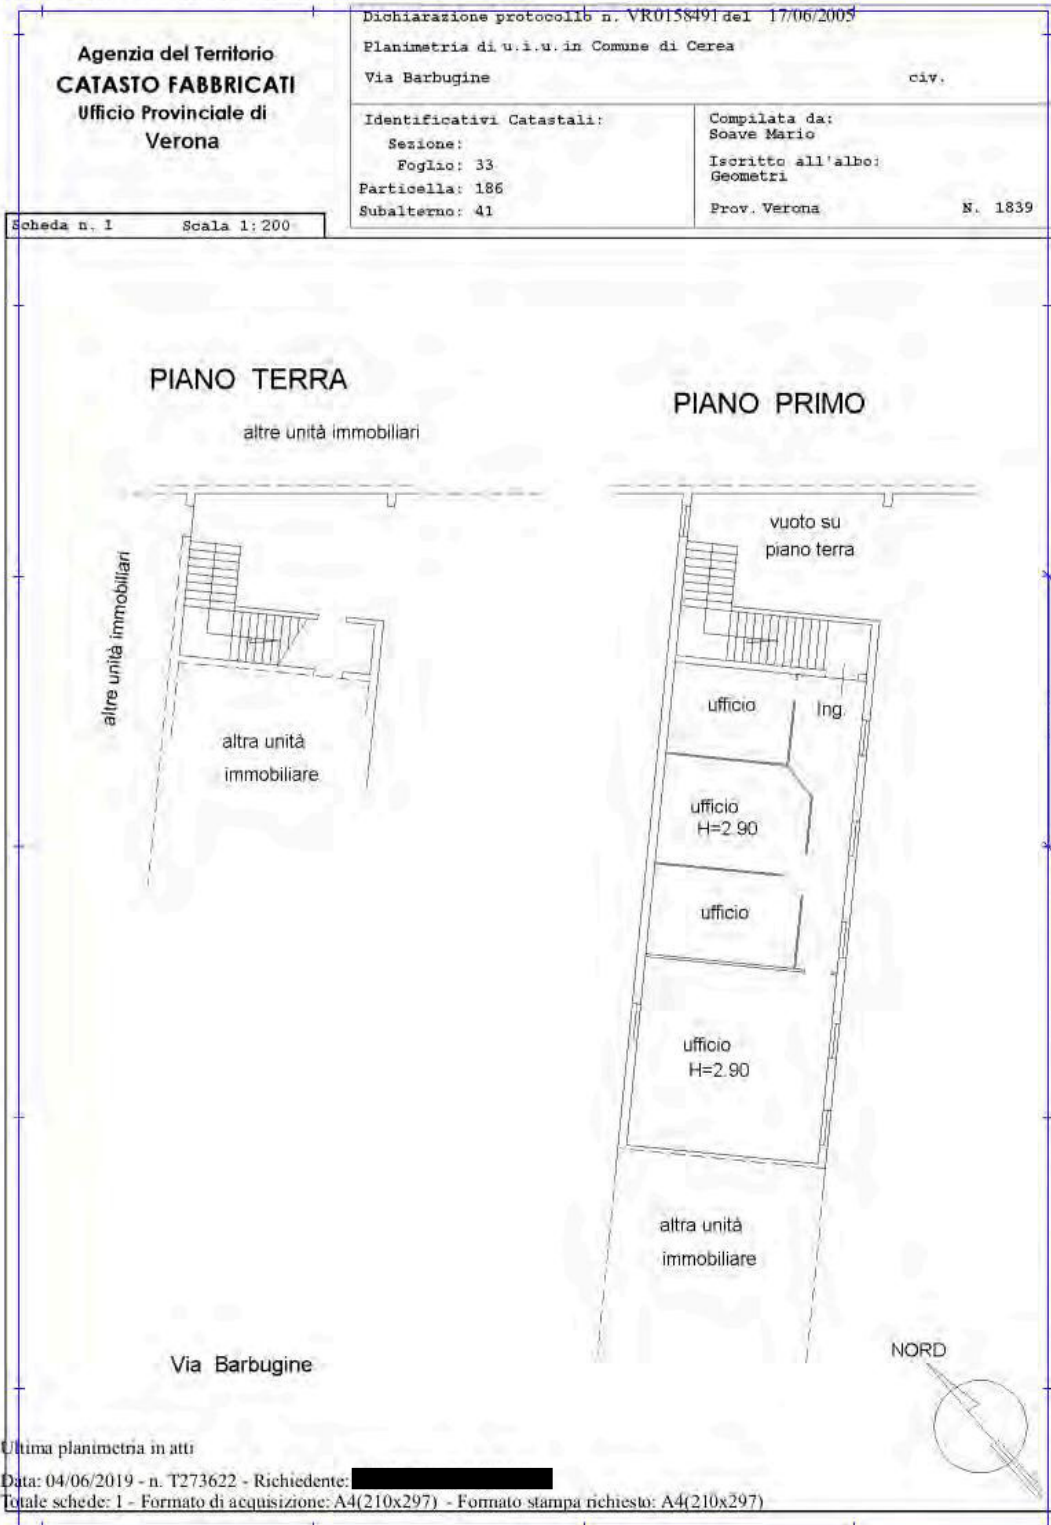 Agenzia del Territorio
CATASTO FABBRICATI
Ufficio Provinciale di
Verona
Dichiarazione protocollo n. VR0158491 del 17/06/2005
Planimetria di u.i.u. in Comune di Cerea
Via Barbugine civ.
Identificativi Catastali:
Sezione:
Foglio: 33
Particella: 186
Subalterno: 41
Compilata da:
Soave Mario
Iscritto all'albo:
Geometri
Prov. Verona N. 1839
Scheda n. 1 Scala 1:200
PIANO TERRA
altre unità immobiliari
altre unità immobiliari
altra unità
immobiliare
PIANO PRIMO
vuoto su
piano terra
ufficio
Ing.
ufficio
H=2.90
ufficio
ufficio
H=2.90
altra unità
immobiliare
Via Barbugine
NORD
Ultima planimetria in atti
Data: 04/06/2019 - n. T273622 - Richiedente:
Totale schede: 1 - Formato di acquisizione: A4(210x297) - Formato stampa richiesto: A4(210x297)